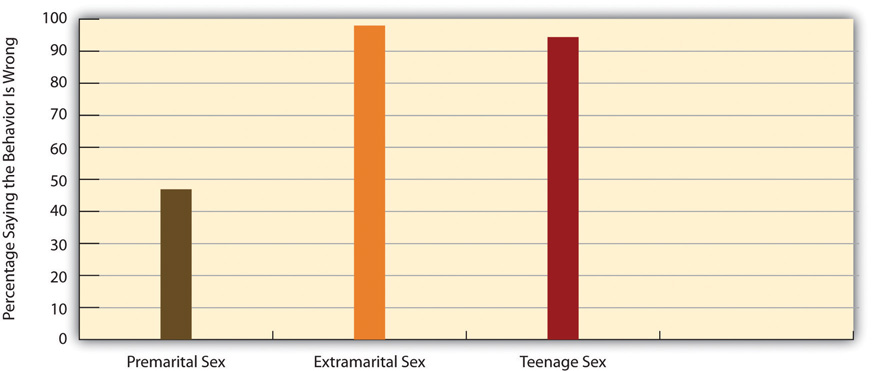 Percentage Saying the Behavior Is Wrong
100
90
80
70
60
50
40
30
20
10
0
Premarital Sex
Extramarital Sex
Teenage Sex